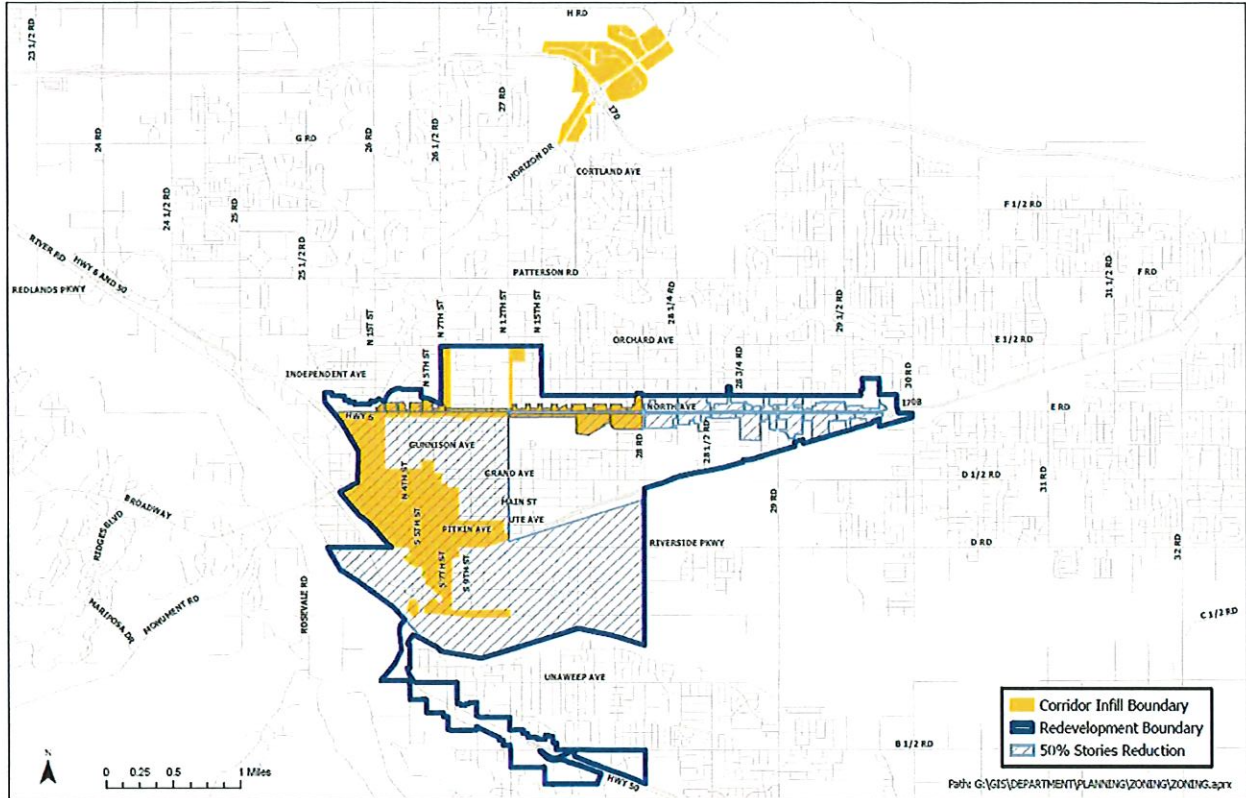 H RD
23 1/2 RD
24 RD
24 1/2 RD
25 RD
25 1/2 RD
26 RD
26 1/2 RD
27 RD
I70
G RD
HORIZON DR
CORTLAND AVE
F 1/2 RD
RIVER RD
HWY 6 AND 50
REDLANDS PKWY
PATTERSON RD
F RD
31 1/2 RD
N 1ST ST
N 5TH ST
N 7TH ST
N 12TH ST
N 15TH ST
28 1/4 RD
28 3/4 RD
29 1/2 RD
30 RD
ORCHARD AVE
E 1/2 RD
INDEPENDENT AVE
HWY 6
NORTH AVE
I70B
E RD
GUNNISON AVE
28 RD
28 1/2 RD
N 4TH ST
GRAND AVE
D 1/2 RD
31 RD
MAIN ST
29 RD
BROADWAY
RIDGES BLVD
S 5TH ST
PITKIN AVE
UTE AVE
RIVERSIDE PKWY
D RD
32 RD
S 7TH ST
S 9TH ST
ROSEVALE RD
MONUMENT RD
MARIPOSA DR
C 1/2 RD
UNAWEEP AVE
B 1/2 RD
HWY 50
Corridor Infill Boundary
Redevelopment Boundary
50% Stories Reduction
N
0 0.25 0.5 1 Miles
Path: G:\GIS\DEPARTMENT\PLANNING\ZONING\ZONING.aprx